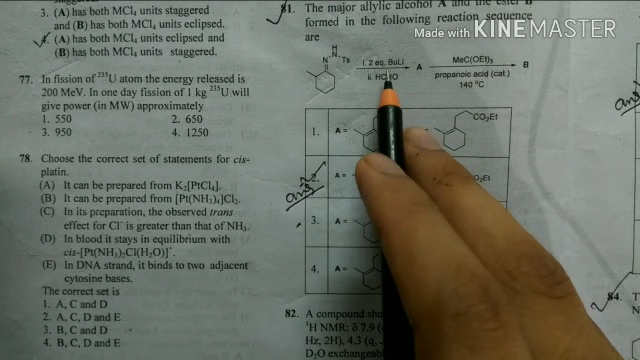 staggered.
3. (A) has both MCl₄ units staggered
and (B) has both MCl₄ units eclipsed.
4. (A) has both MCl₄ units eclipsed and
(B) has both MCl₄ units staggered.
77. In fission of ²³⁵U atom the energy released is
200 MeV. In one day fission of 1 kg ²³⁵U will
give power (in MW) approximately
1. 550 2. 650
3. 950 4. 1250
78. Choose the correct set of statements for cis-
platin.
(A) It can be prepared from K₂[PtCl₄].
(B) It can be prepared from [Pt(NH₃)₄]Cl₂.
(C) In its preparation, the observed trans
effect for Cl⁻ is greater than that of NH₃.
(D) In blood it stays in equilibrium with
cis-[Pt(NH₃)₂Cl(H₂O)]⁺.
(E) In DNA strand, it binds to two adjacent
cytosine bases.
The correct set is
1. A, C and D
2. A, C, D and E
3. B, C and D
4. B, C, D and E
81. The major allylic alcohol A and the ester B
formed in the following reaction sequence
are
Made with KINEMASTER
H
N
N Ts
i. 2 eq. BuLi
ii.
A
MeC(OEt)₃
propanoic acid (cat.)
140 °C
B
1. A =
CO₂Et
ans 2. A =
CO₂Et
3. A =
4. A =
ans
84. T
82. A compound sho
¹H NMR: δ 7.9 (
Hz, 2H), 4.3 (q,
D₂O exchangeabl